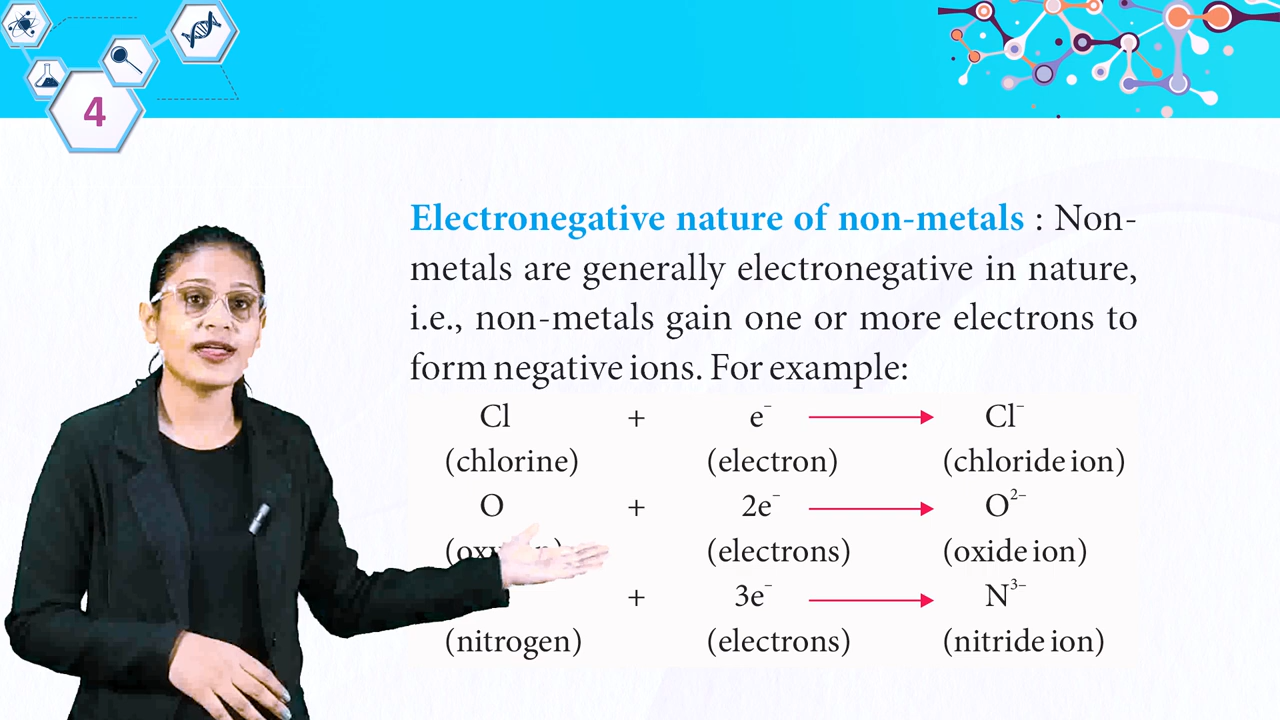 4
Electronegative nature of non-metals : Non-
metals are generally electronegative in nature,
i.e., non-metals gain one or more electrons to
form negative ions. For example:
Cl + e⁻ ⟶ Cl⁻
(chlorine) (electron) (chloride ion)
O + 2e⁻ ⟶ O²⁻
(electrons) (oxide ion)
+ 3e⁻ ⟶ N³⁻
(nitrogen) (electrons) (nitride ion)